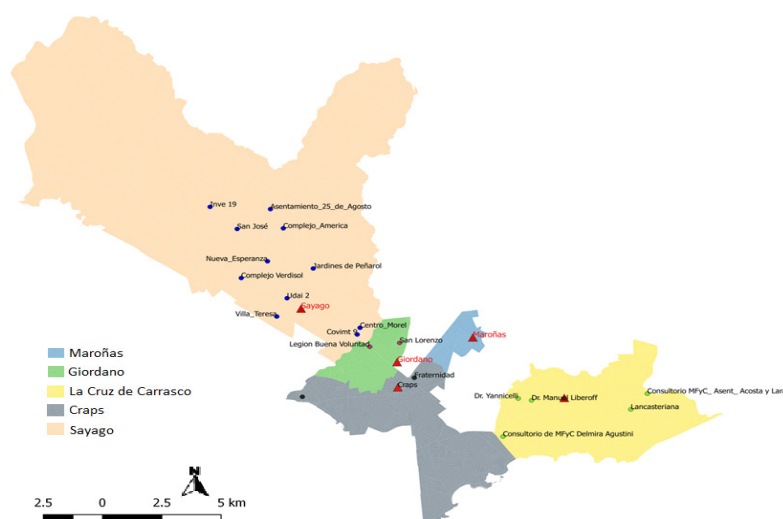 Inve 19
Asentamiento_25_de_Agosto
San José
Complejo_America
Nueva_Esperanza
Jardines de Peñarol
Complejo Verdisol
Udai 2
Sayago
Villa_Teresa
Centro_Morel
Covimt 9
Legion Buena Voluntad
San Lorenzo
Maroñas
Giordano
Fraternidad
Craps
Dr. Yannicelli
Dr. Manuel Liberoff
Consultorio MFyC_ Asent_ Acosta y Lar
Lancasteriana
Consultorio de MFyC Delmira Agustini
Maroñas
Giordano
La Cruz de Carrasco
Craps
Sayago
N
2.5 0 2.5 5 km